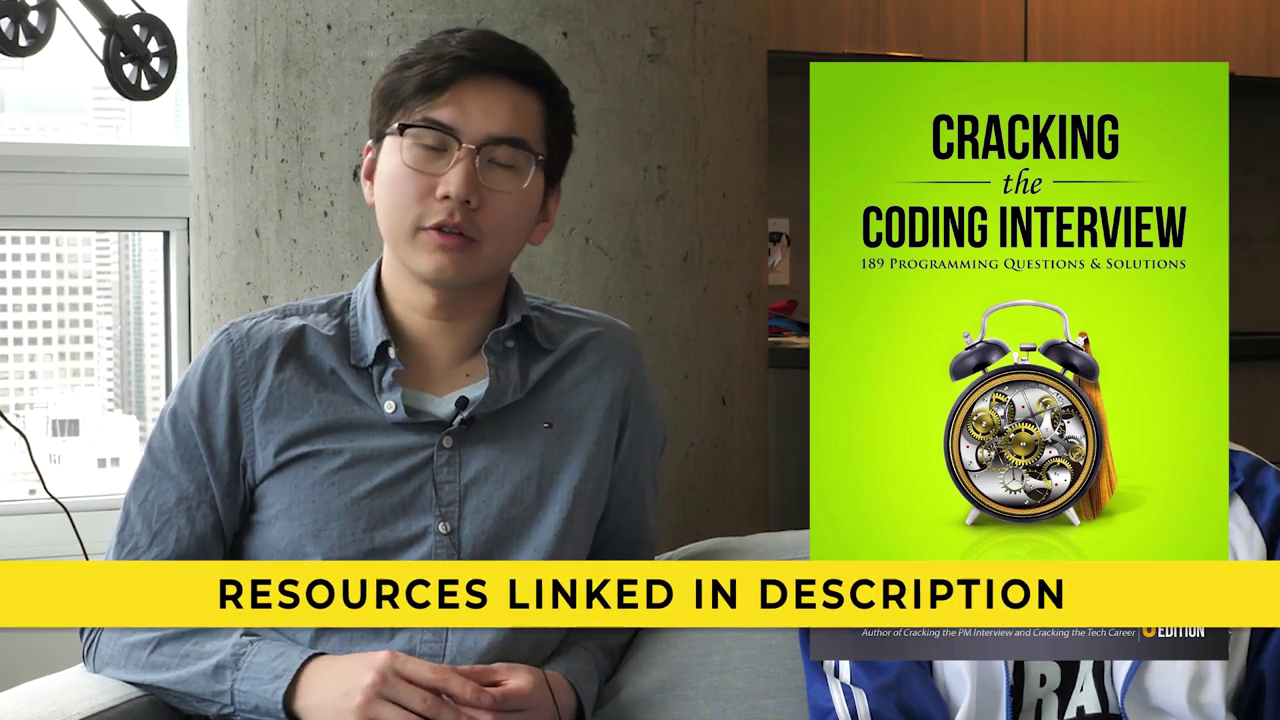 CRACKING
the
CODING INTERVIEW
189 PROGRAMMING QUESTIONS & SOLUTIONS
RESOURCES LINKED IN DESCRIPTION
Author of Cracking the PM Interview and Cracking the Tech Career
EDITION